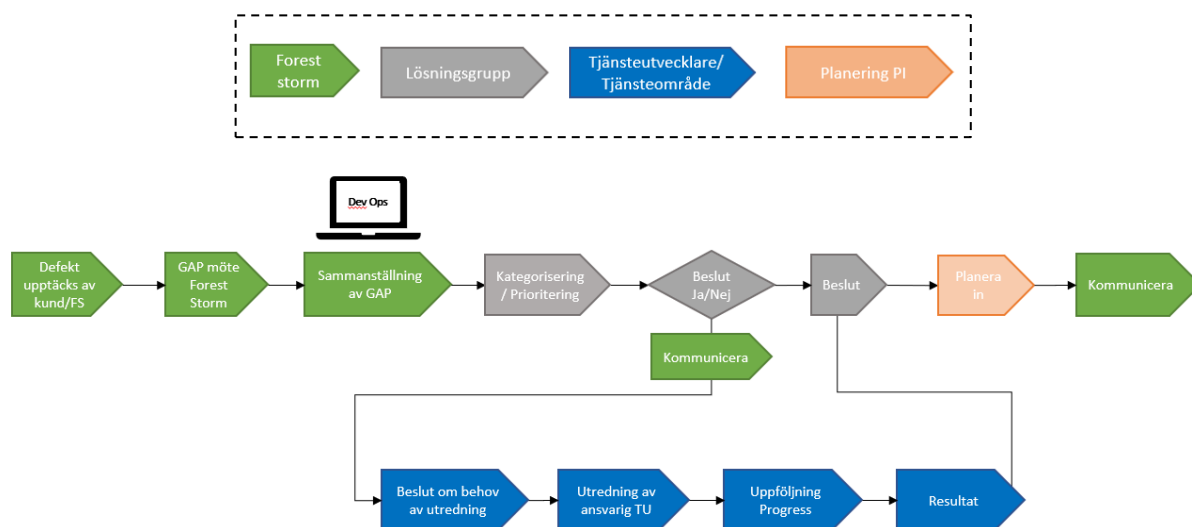 Forest
storm
Lösningsgrupp
Tjänsteutvecklare/
Tjänsteområde
Planering PI
Dev Ops
Defekt
upptäcks av
kund/FS
GAP möte
Forest
Storm
Sammanställning
av GAP
Kategorisering
/ Prioritering
Beslut
Ja/Nej
Beslut
Planera
in
Kommunicera
Kommunicera
Beslut om behov
av utredning
Utredning av
ansvarig TU
Uppföljning
Progress
Resultat